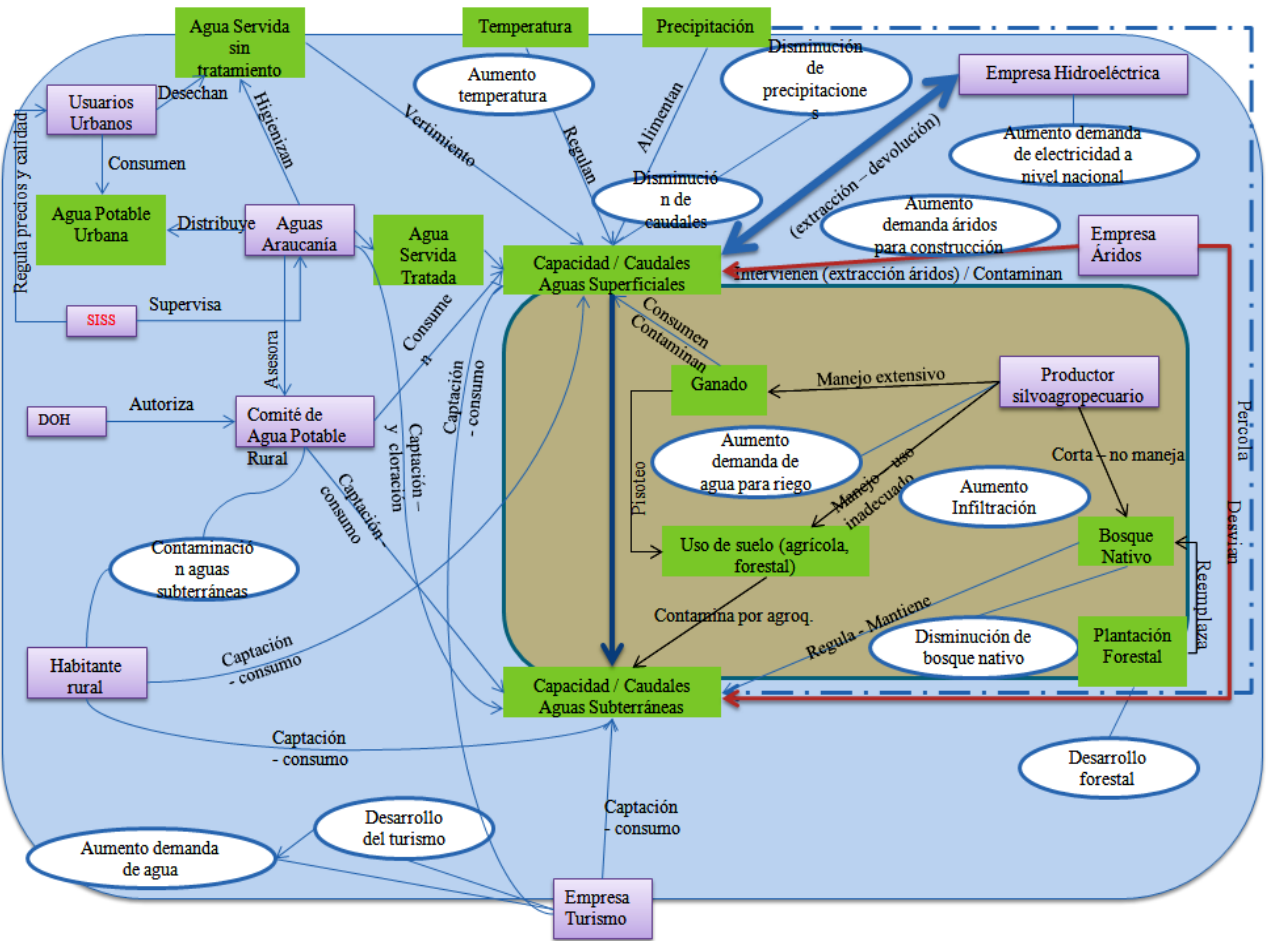 Agua Servida
sin
tratamiento
Temperatura
Precipitación
Aumento
temperatura
Disminución
de
precipitacione
s
Empresa Hidroeléctrica
Usuarios
Urbanos
Desechan
Higienizan
Vertimiento
Regulan
Alimentan
(extracción – devolución)
Aumento demanda
de electricidad a
nivel nacional
Regula precios y calidad
Consumen
Agua Potable
Urbana
Distribuye
Aguas
Araucanía
Agua
Servida
Tratada
Disminució
n de
caudales
Aumento
demanda áridos
para construcción
Empresa
Áridos
Capacidad / Caudales
Aguas Superficiales
Intervienen (extracción áridos) / Contaminan
SISS
Supervisa
Asesora
Consume
n
Captación
- consumo
Consumen
Contaminan
Ganado
Manejo extensivo
Productor
silvoagropecuario
DOH
Autoriza
Comité de
Agua Potable
Rural
Captación –
y cloración
Captación -
consumo
Pisoteo
Aumento
demanda de
agua para riego
Manejo - uso
inadecuado
Corta – no maneja
Aumento
Infiltración
Percola
Desvian
Contaminació
n aguas
subterráneas
Uso de suelo (agrícola,
forestal)
Bosque
Nativo
Reemplaza
Contamina por agroq.
Regula - Mantiene
Disminución de
bosque nativo
Plantación
Forestal
Habitante
rural
Captación
- consumo
Capacidad / Caudales
Aguas Subterráneas
Captación
- consumo
Desarrollo
forestal
Captación
- consumo
Desarrollo
del turismo
Aumento demanda
de agua
Empresa
Turismo